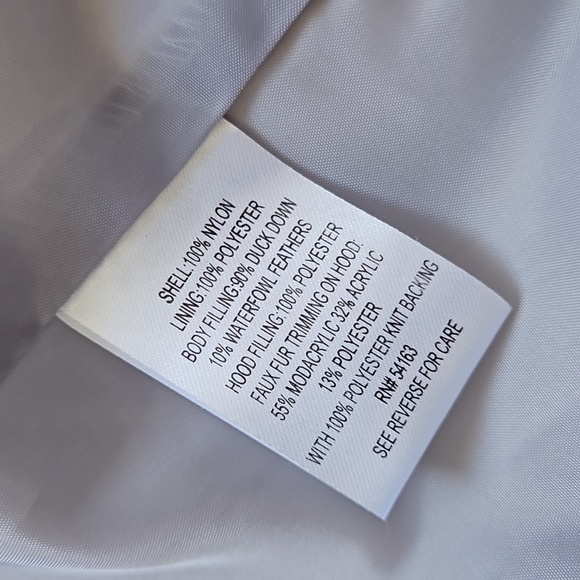 SHELL:100% NYLON
LINING:100% POLYESTER
BODY FILLING:90% DUCK DOWN
10% WATERFOWL FEATHERS
HOOD FILLING:100% POLYESTER
FAUX FUR TRIMMING ON HOOD:
55% MODACRYLIC 32% ACRYLIC
13% POLYESTER
WITH 100% POLYESTER KNIT BACKING
RN# 54163
SEE REVERSE FOR CARE